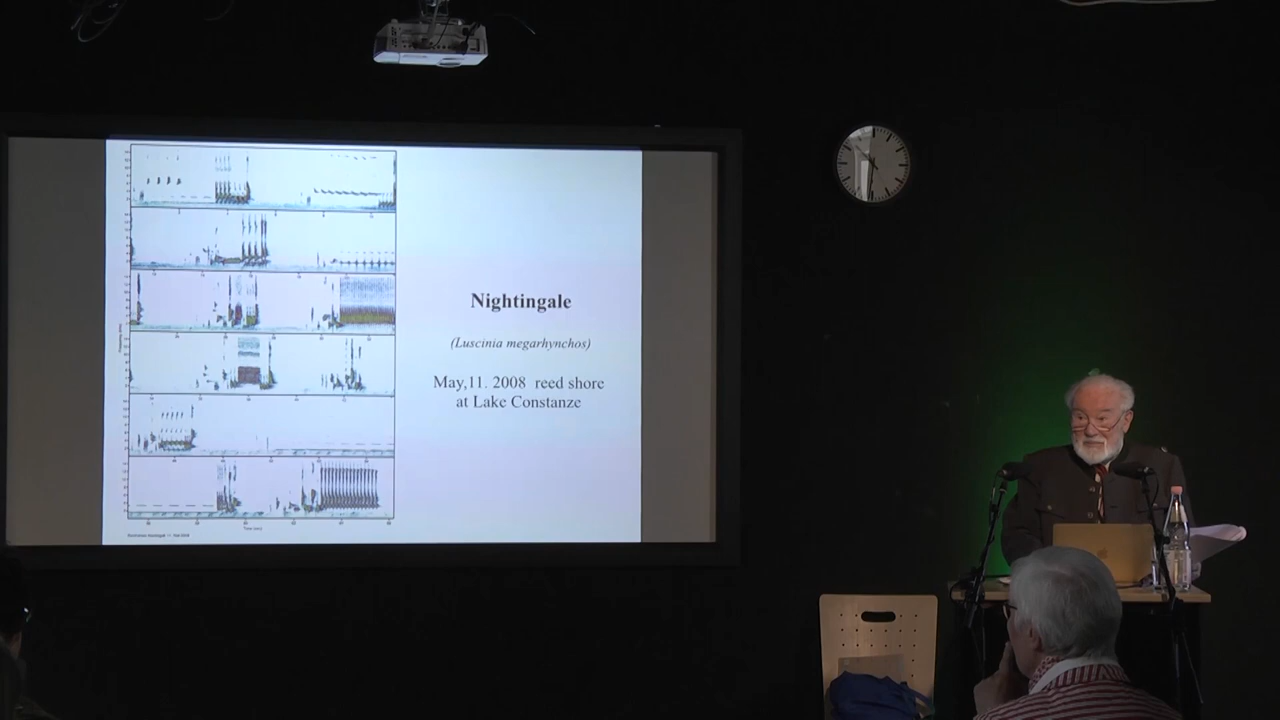 Nightingale
(Luscinia megarhynchos)
May,11. 2008 reed shore
at Lake Constanze